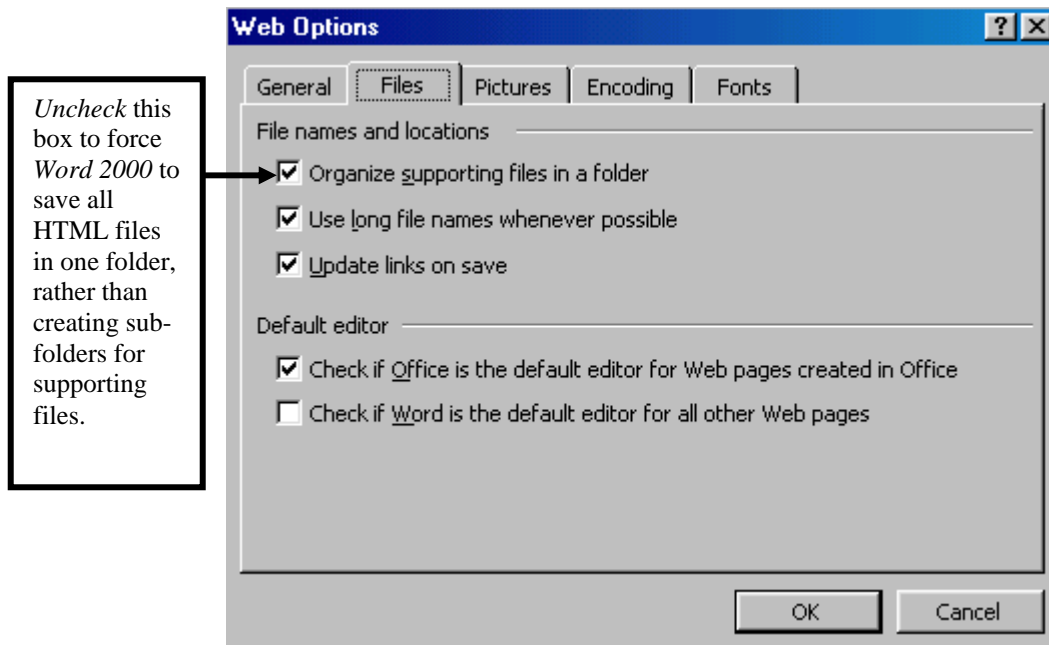 Web Options
General Files Pictures Encoding Fonts
Uncheck this
box to force
Word 2000 to
save all
HTML files
in one folder,
rather than
creating sub-
folders for
supporting
files.
File names and locations
Organize supporting files in a folder
Use long file names whenever possible
Update links on save
Default editor
Check if Office is the default editor for Web pages created in Office
Check if Word is the default editor for all other Web pages
OK Cancel